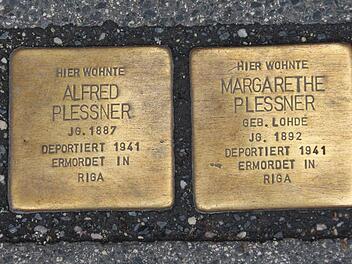 HIER WOHNTE
ALFRED
PLESSNER
JG. 1887
DEPORTIERT 1941
ERMORDET IN
RIGA
HIER WOHNTE
MARGARETHE
PLESSNER
GEB. LOHDE
JG. 1892
DEPORTIERT 1941
ERMORDET IN
RIGA